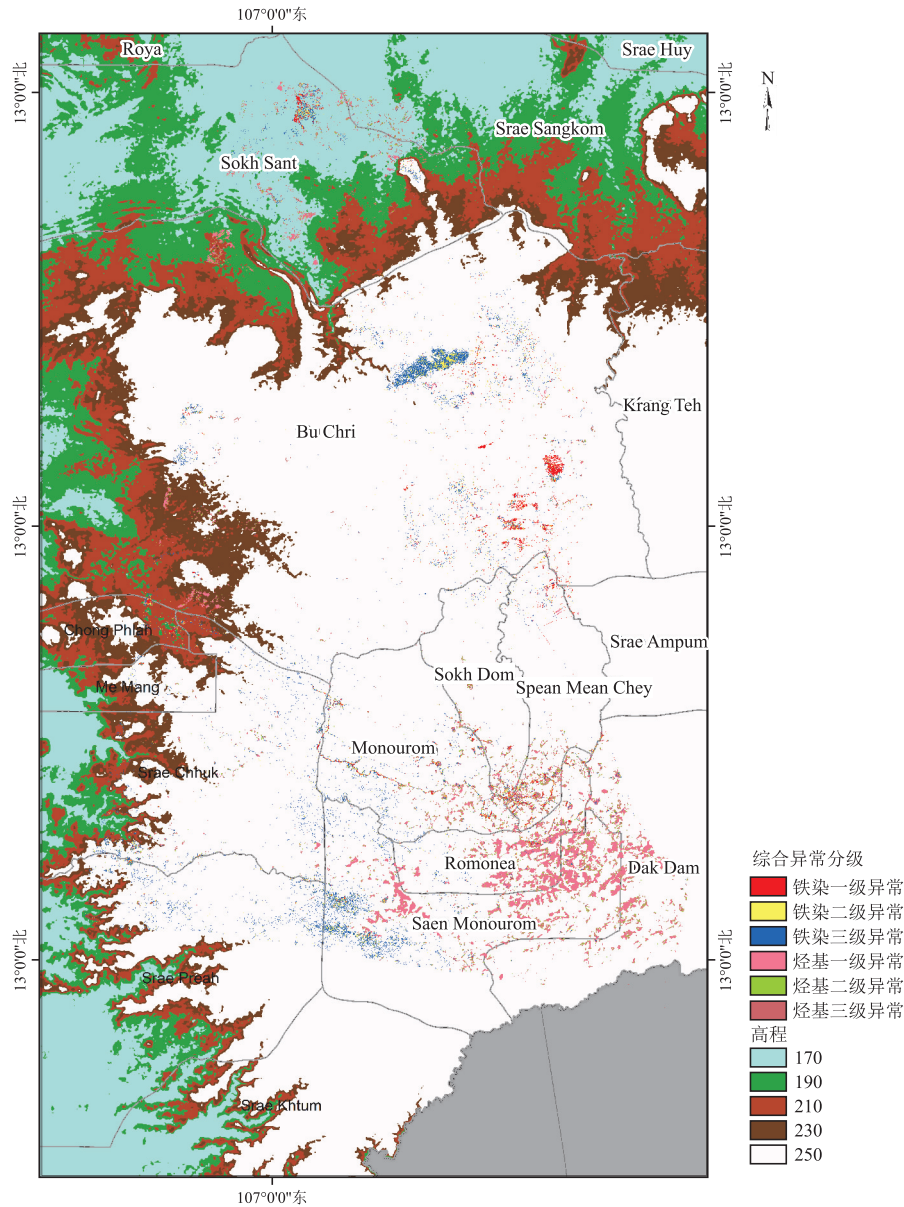 107°0'0"东
Roya
Srae Huy
13°0'0"北
13°0'0"北
N
Srae Sangkom
Sokh Sant
Krang Teh
Bu Chri
13°0'0"北
13°0'0"北
Chong Phlah
Srae Ampum
Sokh Dom
Me Mang
Spean Mean Chey
Monourom
Srae Chhuk
Romonea
Dak Dam
Saen Monourom
13°0'0"北
13°0'0"北
Srae Preah
Srae Khtum
107°0'0"东
综合异常分级
铁染一级异常
铁染二级异常
铁染三级异常
烃基一级异常
烃基二级异常
烃基三级异常
高程
170
190
210
230
250